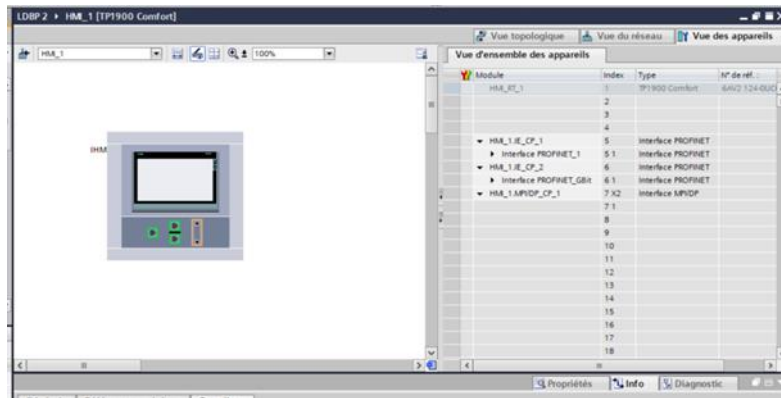 LDBP 2 ▸ HMI_1 [TP1900 Comfort]
Vue topologique
Vue du réseau
Vue des appareils
HMI_1
100%
Vue d'ensemble des appareils
Module Index Type N° de réf.
HMI_RT_1 1 TP1900 Comfort 6AV2 124-0UC
2
3
4
HMI_1.IE_CP_1 5 Interface PROFINET
Interface PROFINET_1 5 1 Interface PROFINET
HMI_1.IE_CP_2 6 Interface PROFINET
Interface PROFINET_GBit 6 1 Interface PROFINET
HMI_1.MPI/DP_CP_1 7 X2 Interface MPI/DP
7 1
8
9
10
11
12
13
14
15
16
17
18
IHM
Propriétés
Info
Diagnostic